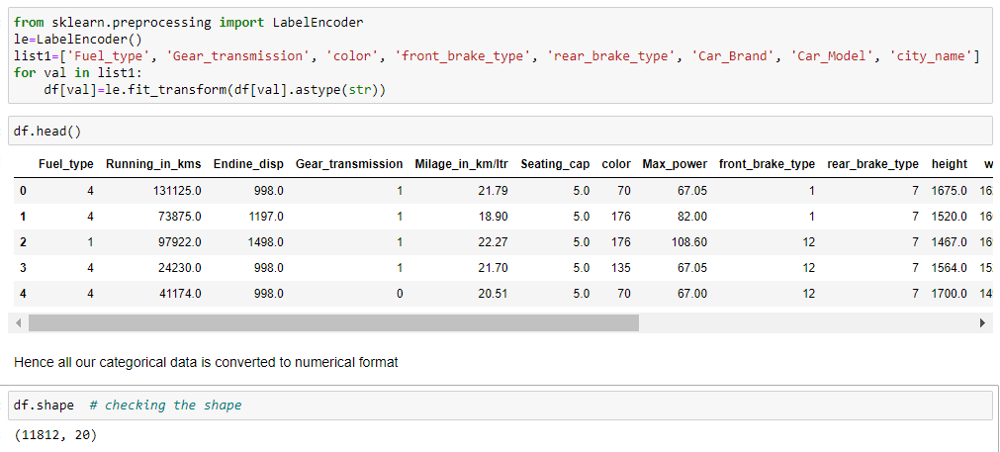 from sklearn.preprocessing import LabelEncoder
le=LabelEncoder()
list1=['Fuel_type', 'Gear_transmission', 'color', 'front_brake_type', 'rear_brake_type', 'Car_Brand', 'Car_Model', 'city_name']
for val in list1:
    df[val]=le.fit_transform(df[val].astype(str))
df.head()
Fuel_type Running_in_kms Endine_disp Gear_transmission Milage_in_km/ltr Seating_cap color Max_power front_brake_type rear_brake_type height w
0 4 131125.0 998.0 1 21.79 5.0 70 67.05 1 7 1675.0 16
1 4 73875.0 1197.0 1 18.90 5.0 176 82.00 1 7 1520.0 16
2 1 97922.0 1498.0 1 22.27 5.0 176 108.60 12 7 1467.0 16
3 4 24230.0 998.0 1 21.70 5.0 135 67.05 12 7 1564.0 15
4 4 41174.0 998.0 0 20.51 5.0 70 67.00 12 7 1700.0 14
Hence all our categorical data is converted to numerical format
df.shape  # checking the shape
(11812, 20)